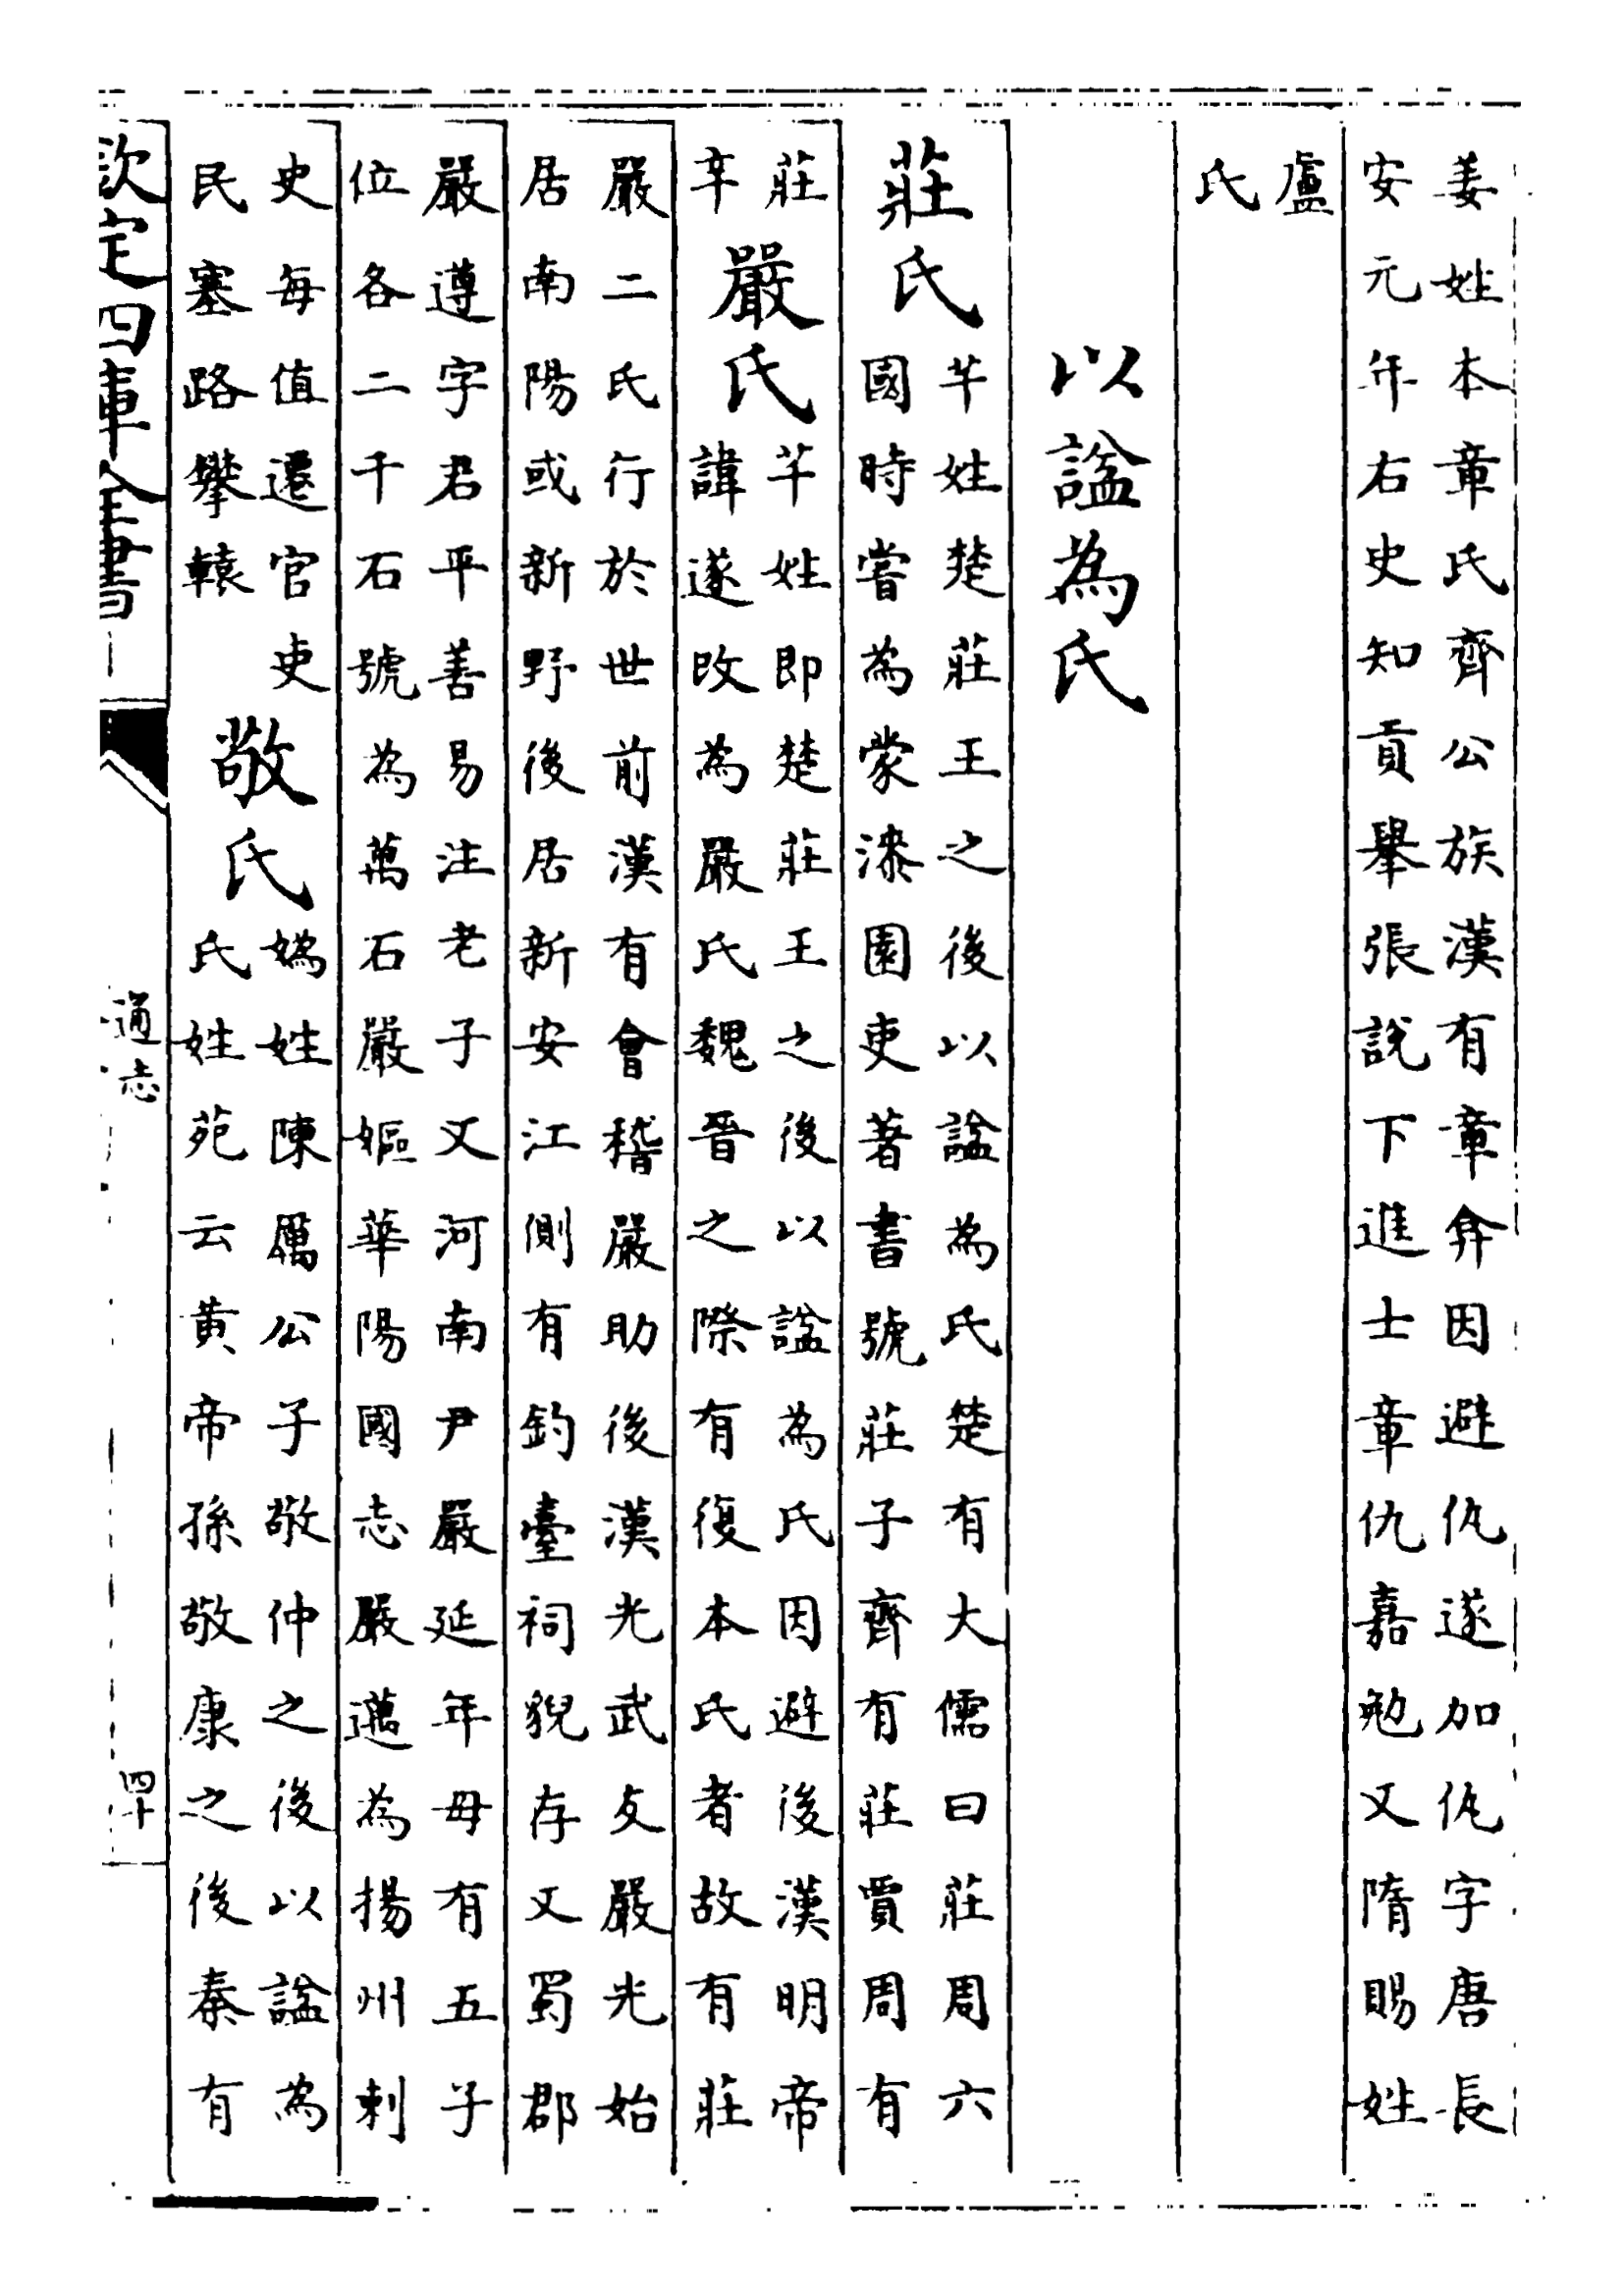 姜姓本章氏齊公族漢有章弇因避仇遂加仇字唐長
安元年右史知貢舉張說下進士章仇嘉勉又隋賜姓
盧
氏
以諡為氏
莊氏
芊姓楚莊王之後以諡為氏楚有大儒曰莊周六
國時嘗為蒙漆園吏著書號莊子齊有莊賈周有
莊
辛
嚴氏
芊姓即楚莊王之後以諡為氏因避後漢明帝
諱遂改為嚴氏魏晉之際有復本氏者故有莊
嚴二氏行於世前漢有會稽嚴助後漢光武友嚴光始
居南陽或新野後居新安江側有釣臺祠貎存又蜀郡
嚴遵字君平善易注老子又河南尹嚴延年母有五子
位各二千石號為萬石嚴嫗華陽國志嚴邁為揚州刺
史每值遷官吏
民塞路攀轅
敬氏
媯姓陳厲公子敬仲之後以諡為
氏姓苑云黄帝孫敬康之後秦有
欽定四庫全書
通志
四十